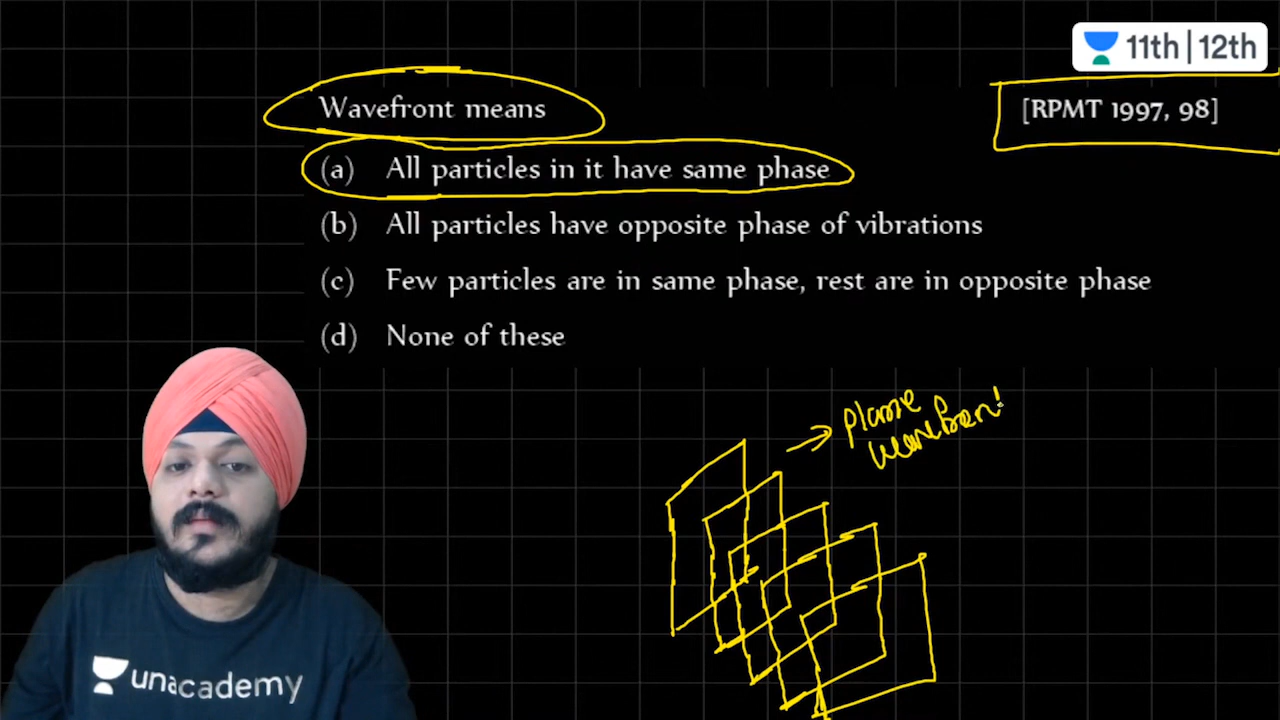 11th | 12th
Wavefront means [RPMT 1997, 98]
(a) All particles in it have same phase
(b) All particles have opposite phase of vibrations
(c) Few particles are in same phase, rest are in opposite phase
(d) None of these
Plane
wavefront
unacademy